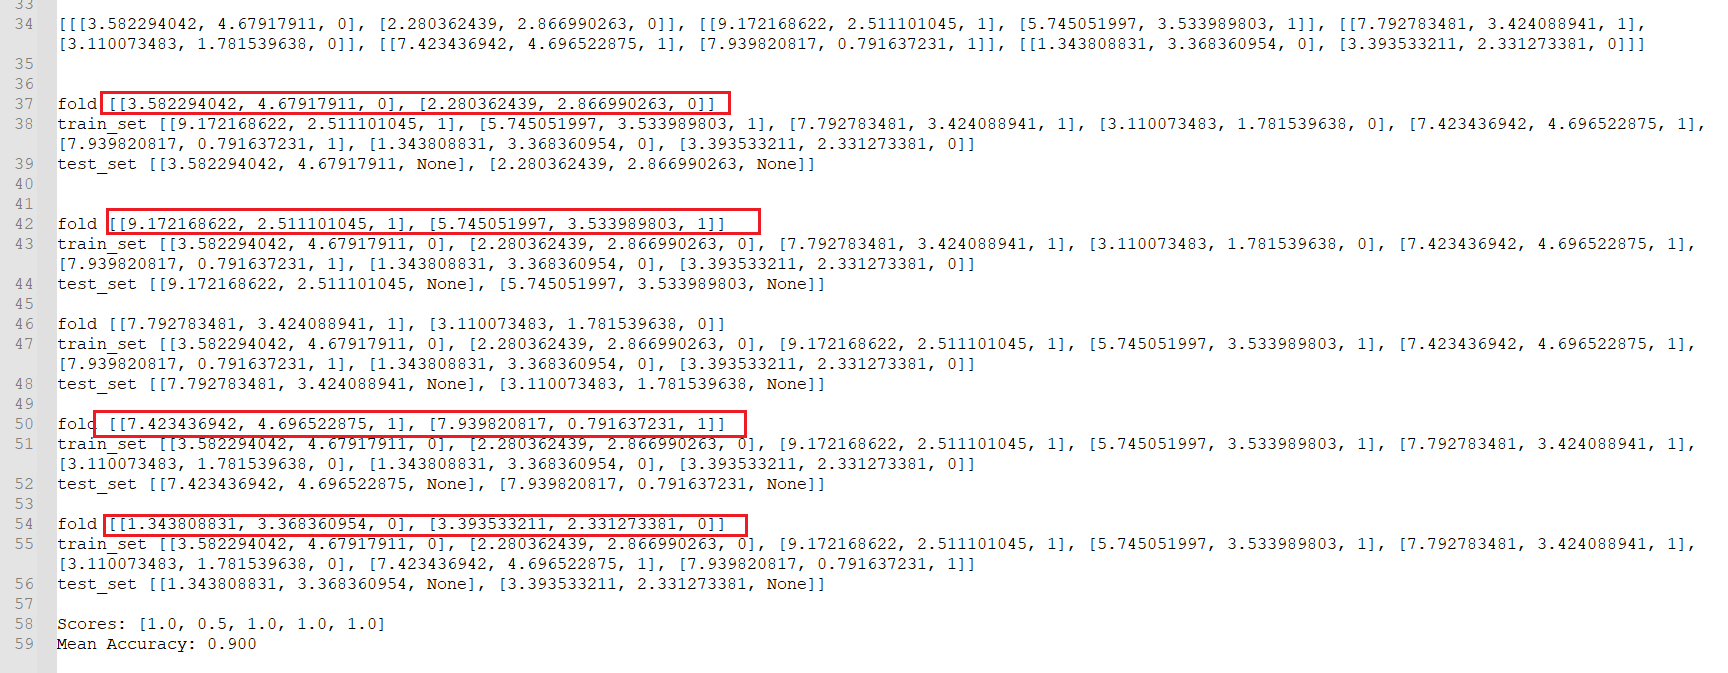 33
34 [[[3.582294042, 4.67917911, 0], [2.280362439, 2.866990263, 0]], [[9.172168622, 2.511101045, 1], [5.745051997, 3.533989803, 1]], [[7.792783481, 3.424088941, 1],
[3.110073483, 1.781539638, 0]], [[7.423436942, 4.696522875, 1], [7.939820817, 0.791637231, 1]], [[1.343808831, 3.368360954, 0], [3.393533211, 2.331273381, 0]]]
35
36
37 fold [[3.582294042, 4.67917911, 0], [2.280362439, 2.866990263, 0]]
38 train_set [[9.172168622, 2.511101045, 1], [5.745051997, 3.533989803, 1], [7.792783481, 3.424088941, 1], [3.110073483, 1.781539638, 0], [7.423436942, 4.696522875, 1],
[7.939820817, 0.791637231, 1], [1.343808831, 3.368360954, 0], [3.393533211, 2.331273381, 0]]
39 test_set [[3.582294042, 4.67917911, None], [2.280362439, 2.866990263, None]]
40
41
42 fold [[9.172168622, 2.511101045, 1], [5.745051997, 3.533989803, 1]]
43 train_set [[3.582294042, 4.67917911, 0], [2.280362439, 2.866990263, 0], [7.792783481, 3.424088941, 1], [3.110073483, 1.781539638, 0], [7.423436942, 4.696522875, 1],
[7.939820817, 0.791637231, 1], [1.343808831, 3.368360954, 0], [3.393533211, 2.331273381, 0]]
44 test_set [[9.172168622, 2.511101045, None], [5.745051997, 3.533989803, None]]
45
46 fold [[7.792783481, 3.424088941, 1], [3.110073483, 1.781539638, 0]]
47 train_set [[3.582294042, 4.67917911, 0], [2.280362439, 2.866990263, 0], [9.172168622, 2.511101045, 1], [5.745051997, 3.533989803, 1], [7.423436942, 4.696522875, 1],
[7.939820817, 0.791637231, 1], [1.343808831, 3.368360954, 0], [3.393533211, 2.331273381, 0]]
48 test_set [[7.792783481, 3.424088941, None], [3.110073483, 1.781539638, None]]
49
50 fold [[7.423436942, 4.696522875, 1], [7.939820817, 0.791637231, 1]]
51 train_set [[3.582294042, 4.67917911, 0], [2.280362439, 2.866990263, 0], [9.172168622, 2.511101045, 1], [5.745051997, 3.533989803, 1], [7.792783481, 3.424088941, 1],
[3.110073483, 1.781539638, 0], [1.343808831, 3.368360954, 0], [3.393533211, 2.331273381, 0]]
52 test_set [[7.423436942, 4.696522875, None], [7.939820817, 0.791637231, None]]
53
54 fold [[1.343808831, 3.368360954, 0], [3.393533211, 2.331273381, 0]]
55 train_set [[3.582294042, 4.67917911, 0], [2.280362439, 2.866990263, 0], [9.172168622, 2.511101045, 1], [5.745051997, 3.533989803, 1], [7.792783481, 3.424088941, 1],
[3.110073483, 1.781539638, 0], [7.423436942, 4.696522875, 1], [7.939820817, 0.791637231, 1]]
56 test_set [[1.343808831, 3.368360954, None], [3.393533211, 2.331273381, None]]
57
58 Scores: [1.0, 0.5, 1.0, 1.0, 1.0]
59 Mean Accuracy: 0.900